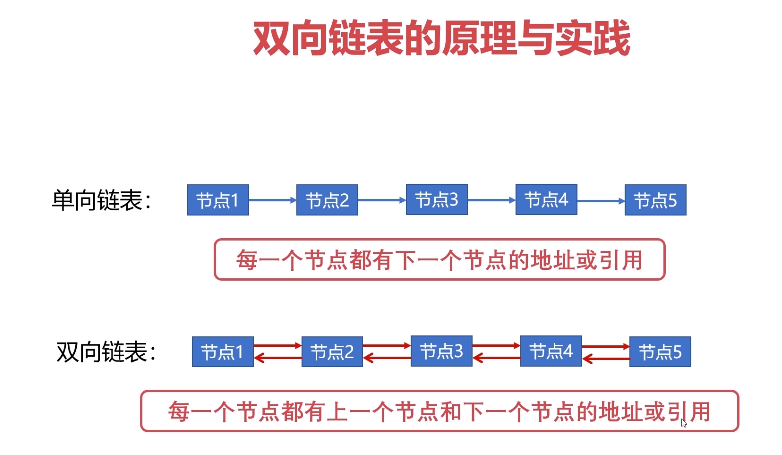 双向链表的原理与实践
单向链表：
节点1
节点2
节点3
节点4
节点5
每一个节点都有下一个节点的地址或引用
双向链表：
节点1
节点2
节点3
节点4
节点5
每一个节点都有上一个节点和下一个节点的地址或引用